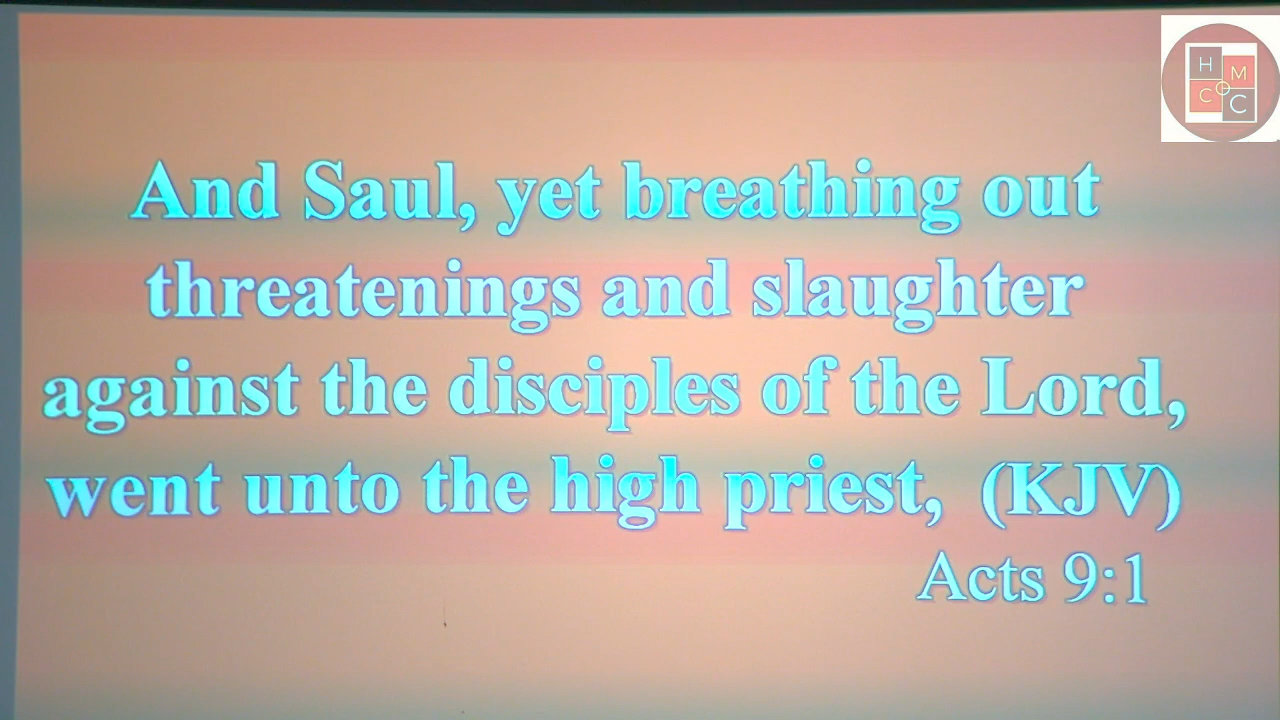 H
M
C
O
C
And Saul, yet breathing out
threatenings and slaughter
against the disciples of the Lord,
went unto the high priest, (KJV)
Acts 9:1